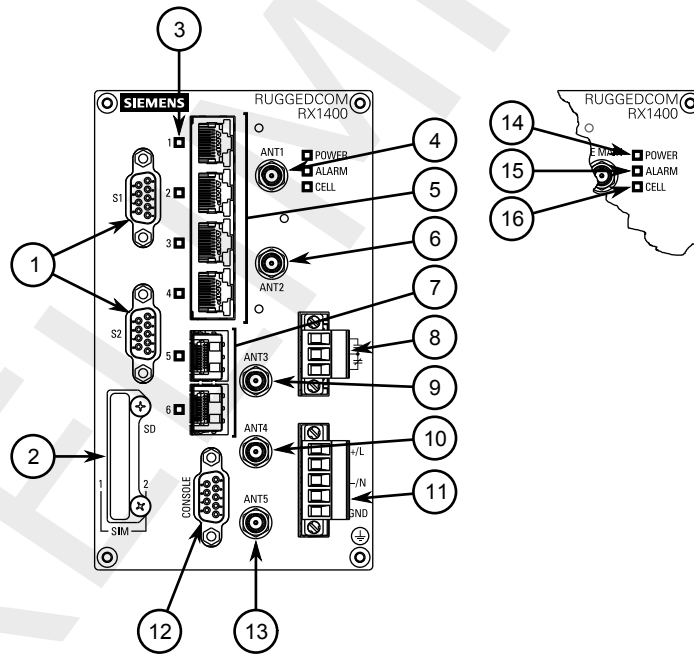 3
SIEMENS
RUGGEDCOM
RX1400
RUGGEDCOM
RX1400
14
4
1
ANT1
POWER
E MAIN
POWER
15
ALARM
ALARM
5
CELL
CELL
16
S1
2
6
1
3
ANT2
7
S2
4
8
5
ANT3
9
6
ANT4
10
SD
2
+/L
1
2
CONSOLE
–/N
11
ANT5
GND
SIM
12
13